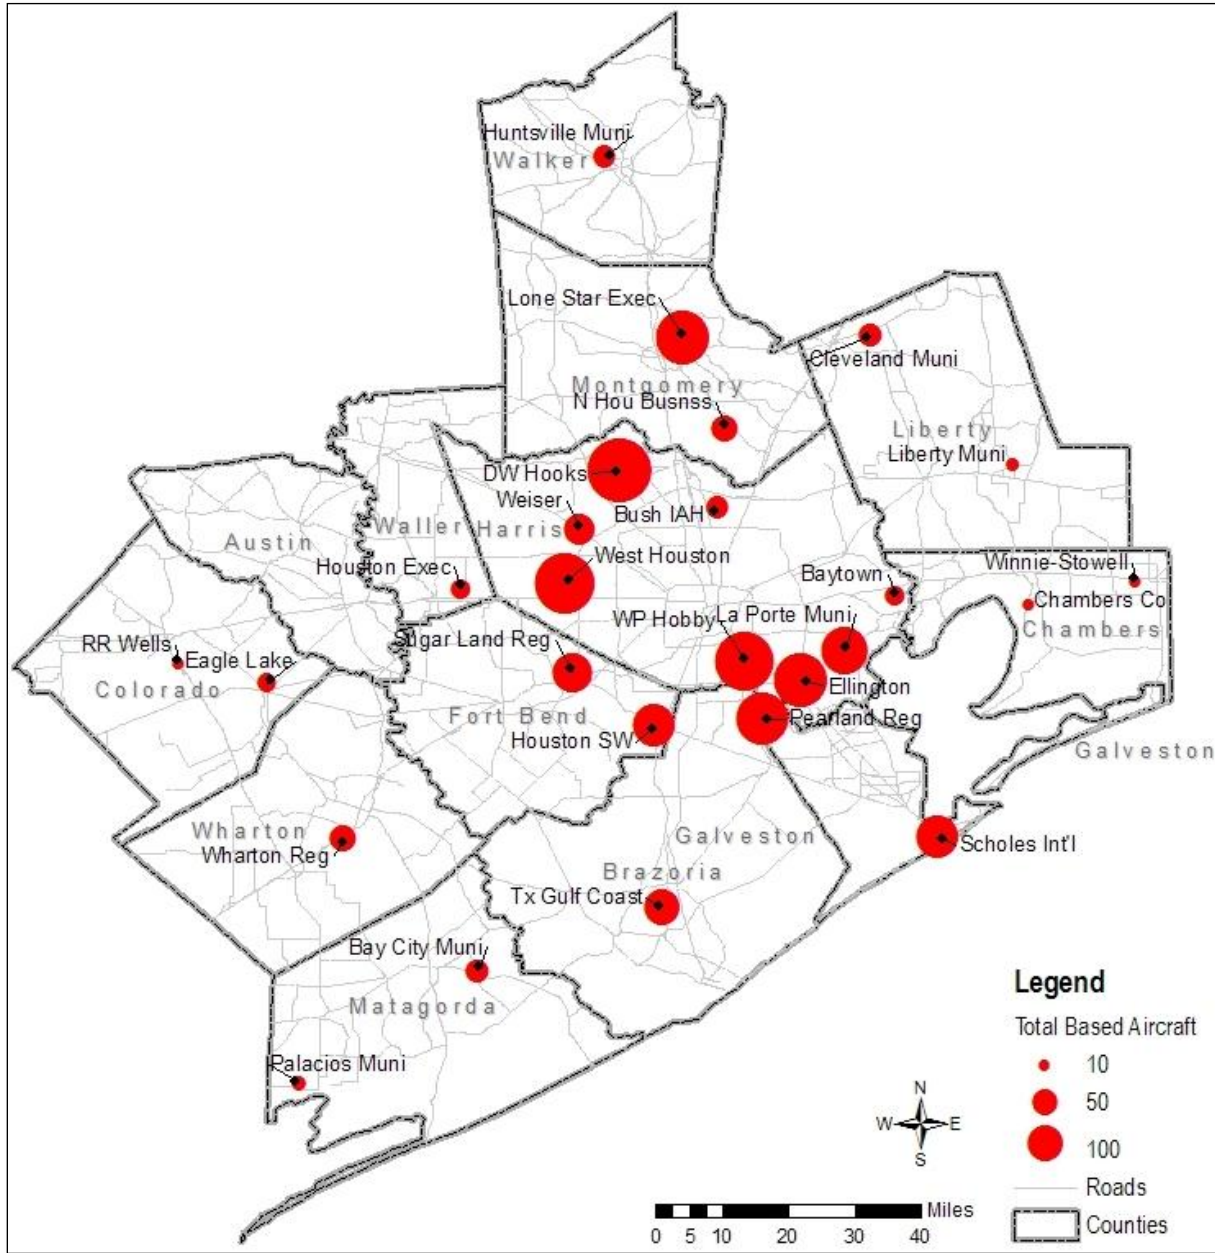 Huntsville Muni
Walker
Lone Star Exec
Cleveland Muni
Montgomery
N Hou Busnss
Liberty
Liberty Muni
DW Hooks
Weiser
Bush IAH
Waller
Harris
Austin
West Houston
Houston Exec
Baytown
Winnie-Stowell
Chambers Co
Chambers
WP Hobby
La Porte Muni
RR Wells
Eagle Lake
Sugar Land Reg
Colorado
Ellington
Fort Bend
Pearland Reg
Houston SW
Galveston
Wharton
Wharton Reg
Galveston
Scholes Int'l
Brazoria
Tx Gulf Coast
Bay City Muni
Matagorda
Palacios Muni
Legend
Total Based Aircraft
10
50
100
Roads
Counties
N
W E
S
Miles
0 5 10 20 30 40